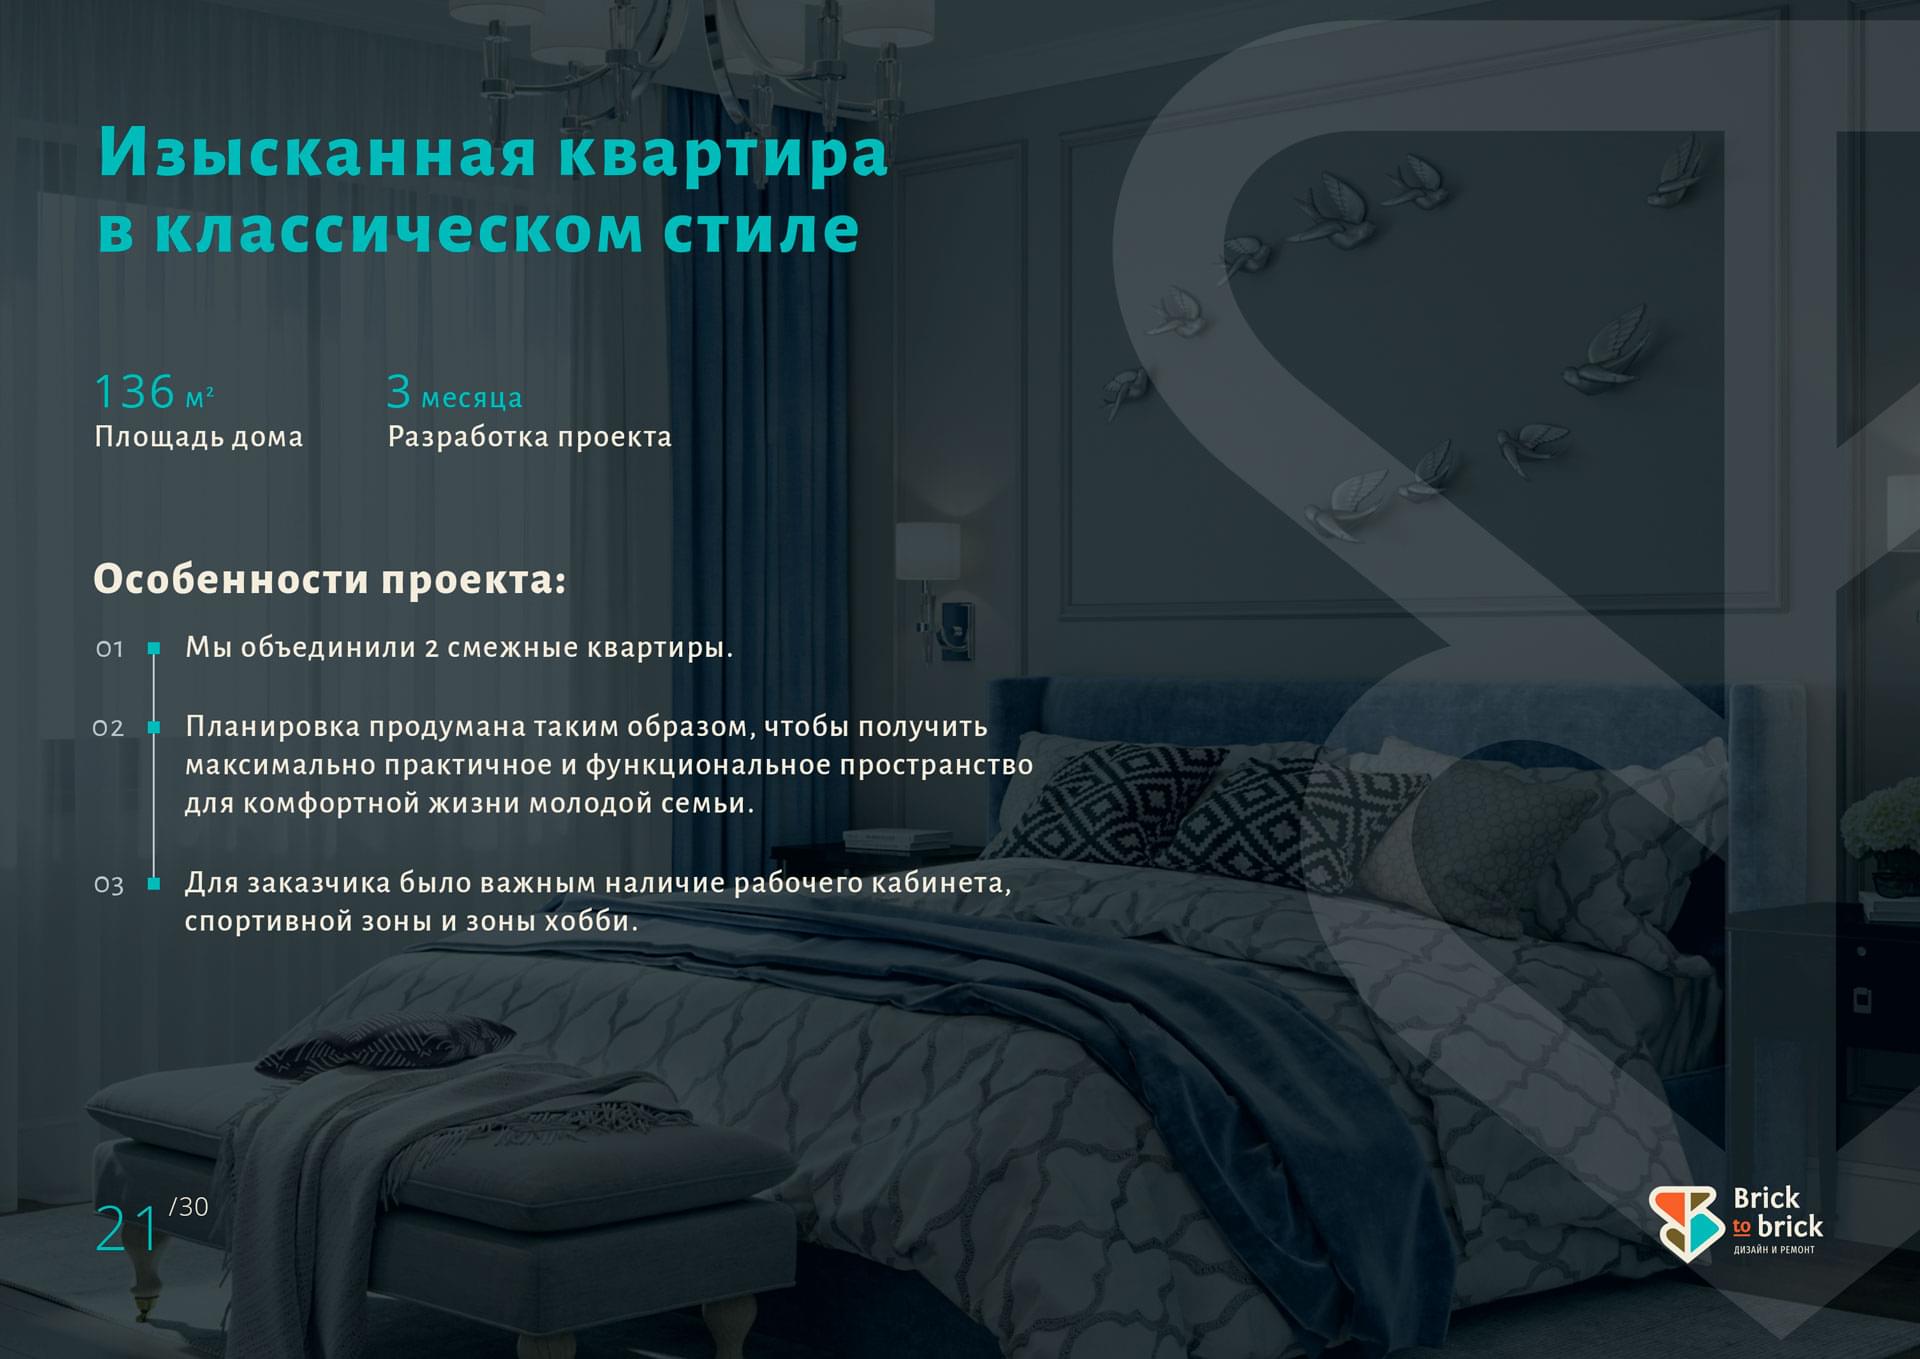 Изысканная квартира
в классическом стиле
136 м²
Площадь дома
3 месяца
Разработка проекта
Особенности проекта:
01 Мы объединили 2 смежные квартиры.
02 Планировка продумана таким образом, чтобы получить
максимально практичное и функциональное пространство
для комфортной жизни молодой семьи.
03 Для заказчика было важным наличие рабочего кабинета,
спортивной зоны и зоны хобби.
21/30
Brick
to brick
ДИЗАЙН И РЕМОНТ